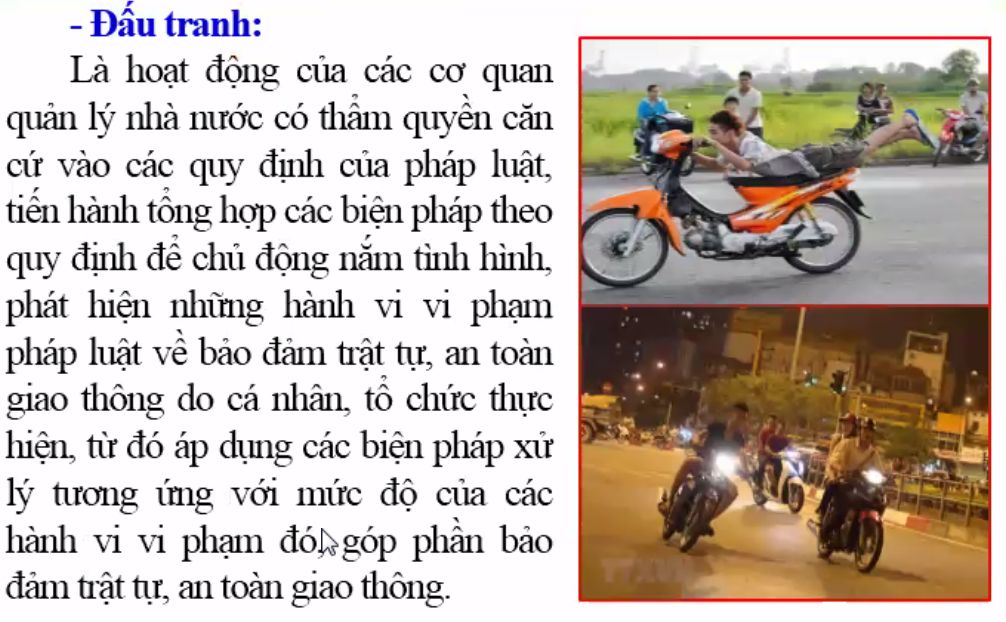 - Đấu tranh:
Là hoạt động của các cơ quan
quản lý nhà nước có thẩm quyền căn
cứ vào các quy định của pháp luật,
tiến hành tổng hợp các biện pháp theo
quy định để chủ động nắm tình hình,
phát hiện những hành vi vi phạm
pháp luật về bảo đảm trật tự, an toàn
giao thông do cá nhân, tổ chức thực
hiện, từ đó áp dụng các biện pháp xử
lý tương ứng với mức độ của các
hành vi vi phạm đó, góp phần bảo
đảm trật tự, an toàn giao thông.